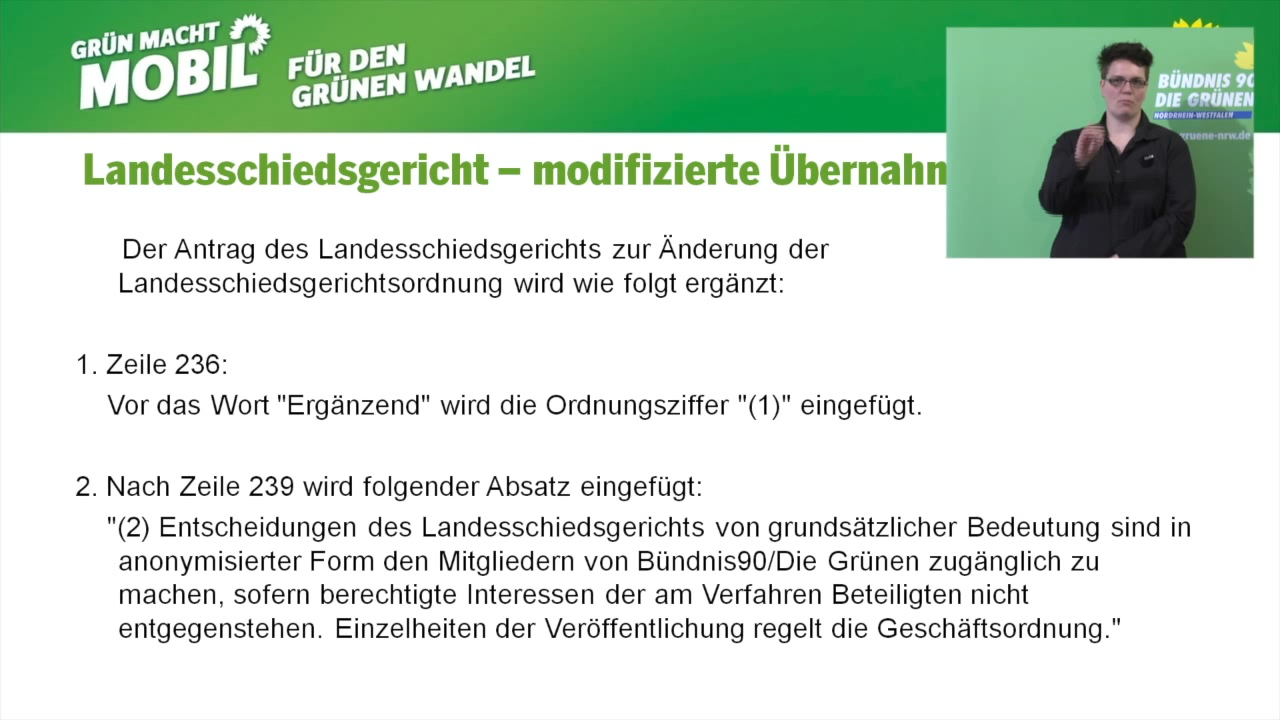 GRÜN MACHT
MOBIL
FÜR DEN
GRÜNEN WANDEL
BÜNDNIS 90
DIE GRÜNEN
NORDRHEIN-WESTFALEN
gruene-nrw.de
Landesschiedsgericht – modifizierte Übernahm
Der Antrag des Landesschiedsgerichts zur Änderung der
Landesschiedsgerichtsordnung wird wie folgt ergänzt:
1. Zeile 236:
Vor das Wort "Ergänzend" wird die Ordnungsziffer "(1)" eingefügt.
2. Nach Zeile 239 wird folgender Absatz eingefügt:
"(2) Entscheidungen des Landesschiedsgerichts von grundsätzlicher Bedeutung sind in
anonymisierter Form den Mitgliedern von Bündnis90/Die Grünen zugänglich zu
machen, sofern berechtigte Interessen der am Verfahren Beteiligten nicht
entgegenstehen. Einzelheiten der Veröffentlichung regelt die Geschäftsordnung."